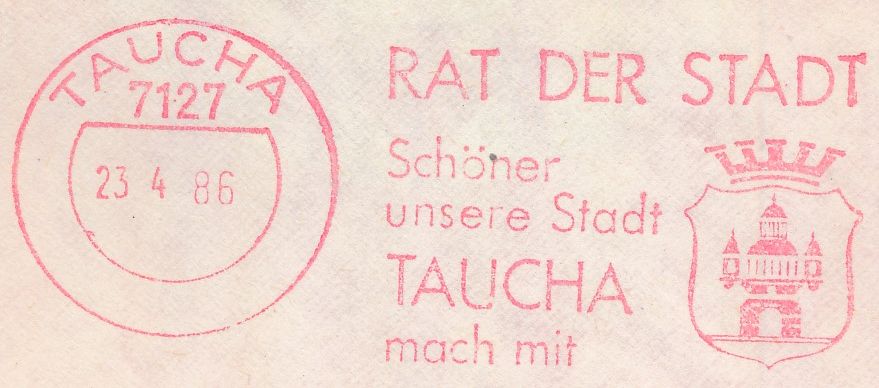 TAUCHA
7127
23 4 86
RAT DER STADT
Schöner
unsere Stadt
TAUCHA
mach mit